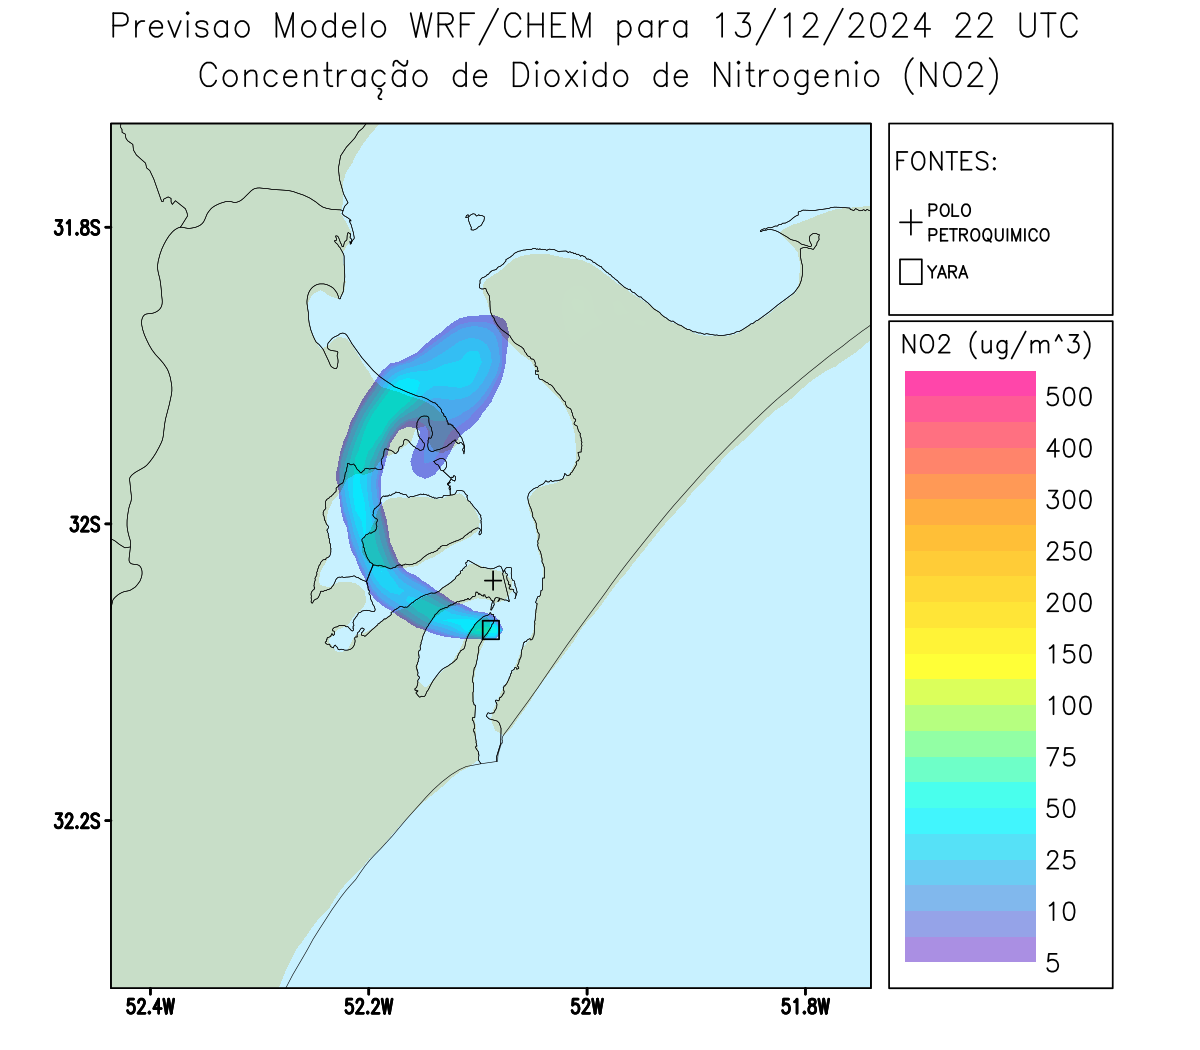 Previsao Modelo WRF/CHEM para 13/12/2024 22 UTC
Concentração de Dioxido de Nitrogenio (NO2)
FONTES:
POLO
PETROQUIMICO
YARA
31.8S
32S
32.2S
52.4W
52.2W
52W
51.8W
NO2 (ug/m^3)
500
400
300
250
200
150
100
75
50
25
10
5